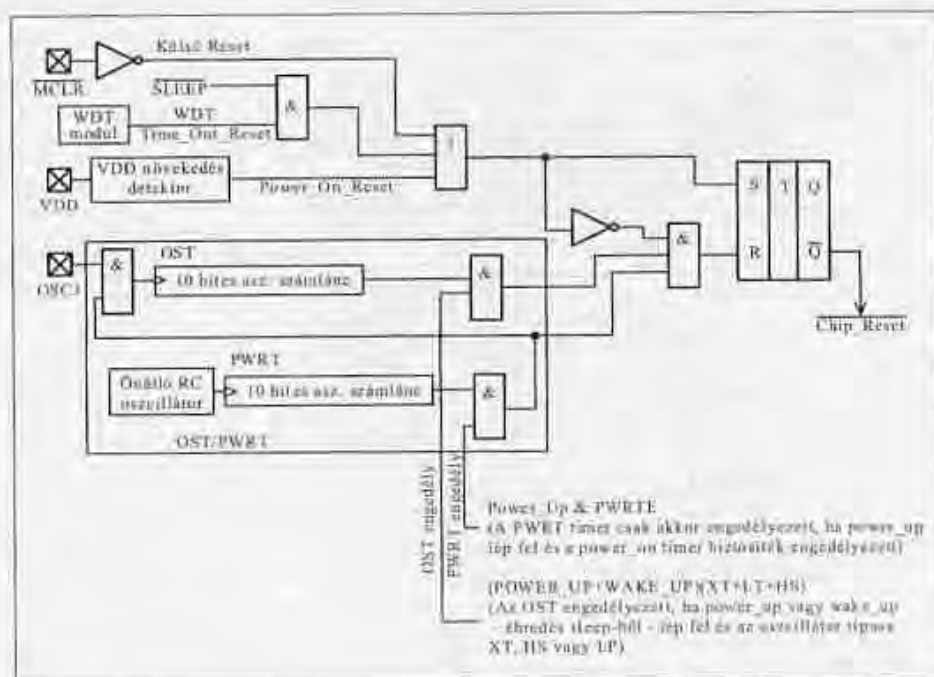 Külső Reset
MCLR
SLEEP
&
WDT modul
WDT
Time_Out_Reset
1
VDD növekedés
detektor
Power_On_Reset
VDD
S 1 Q
R Q
&
OSC1
&
OST
10 bites asz. számlánc
&
Chip_Reset
PWRT
Önálló RC
oszcillátor
10 bites asz. számlánc
&
OST/PWRT
OST engedély
PWRT engedély
Power_Up & PWRTE
(A PWRT timer csak akkor engedélyezett, ha power_up
lép fel és a power_on timer biztosíték engedélyezett)
(POWER_UP+WAKE_UP)(XT+LT+HS)
(Az OST engedélyezett, ha power_up vagy wake_up
- ébredés sleep-ből - lép fel és az oszcillátor típusa
XT, HS vagy LP)